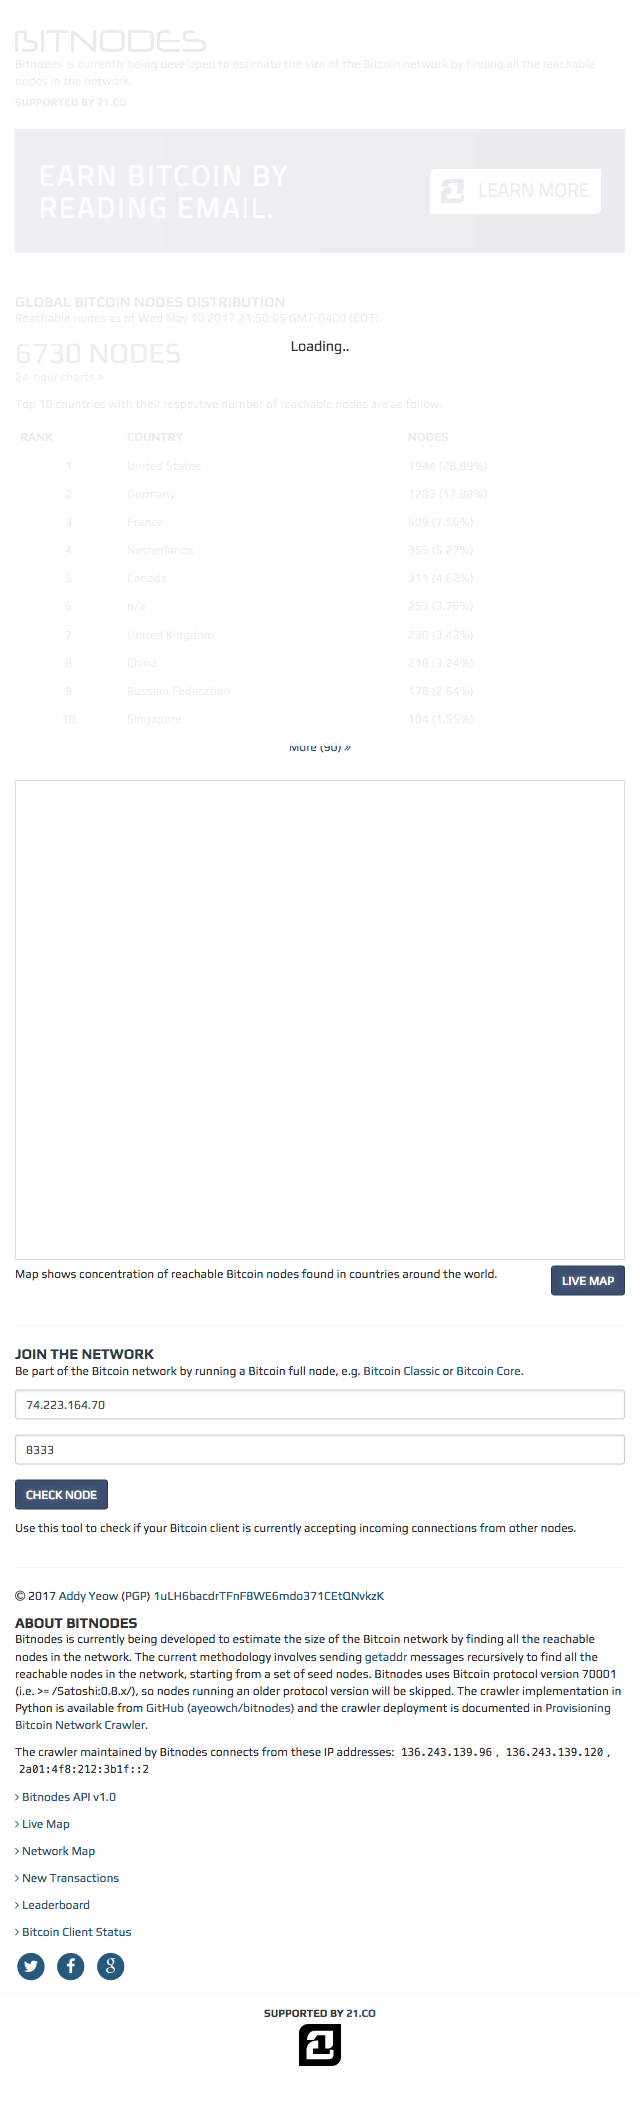 BITNODES
Bitnodes is currently being developed to estimate the size of the Bitcoin network by finding all the reachable
nodes in the network.
SUPPORTED BY 21.CO
EARN BITCOIN BY
READING EMAIL.
LEARN MORE
GLOBAL BITCOIN NODES DISTRIBUTION
Reachable nodes as of Wed May 10 2017 21:50:05 GMT-0400 (EDT).
Loading..
6730 NODES
24-hour charts »
Top 10 countries with their respective number of reachable nodes are as follow.
RANK COUNTRY NODES
1 United States 1944 (28.89%)
2 Germany 1203 (17.88%)
3 France 509 (7.56%)
4 Netherlands 355 (5.27%)
5 Canada 311 (4.62%)
6 n/a 253 (3.76%)
7 United Kingdom 230 (3.42%)
8 China 218 (3.24%)
9 Russian Federation 178 (2.64%)
10 Singapore 104 (1.55%)
More (90) »
Map shows concentration of reachable Bitcoin nodes found in countries around the world.
LIVE MAP
JOIN THE NETWORK
Be part of the Bitcoin network by running a Bitcoin full node, e.g. Bitcoin Classic or Bitcoin Core.
74.223.164.70
8333
CHECK NODE
Use this tool to check if your Bitcoin client is currently accepting incoming connections from other nodes.
© 2017 Addy Yeow (PGP) 1uLH6bacdrTFnF8WE6mdo371CEtQNvkzK
ABOUT BITNODES
Bitnodes is currently being developed to estimate the size of the Bitcoin network by finding all the reachable
nodes in the network. The current methodology involves sending getaddr messages recursively to find all the
reachable nodes in the network, starting from a set of seed nodes. Bitnodes uses Bitcoin protocol version 70001
(i.e. >= /Satoshi:0.8.x/), so nodes running an older protocol version will be skipped. The crawler implementation in
Python is available from GitHub (ayeowch/bitnodes) and the crawler deployment is documented in Provisioning
Bitcoin Network Crawler.
The crawler maintained by Bitnodes connects from these IP addresses: 136.243.139.96 , 136.243.139.120 ,
2a01:4f8:212:3b1f::2
> Bitnodes API v1.0
> Live Map
> Network Map
> New Transactions
> Leaderboard
> Bitcoin Client Status
SUPPORTED BY 21.CO